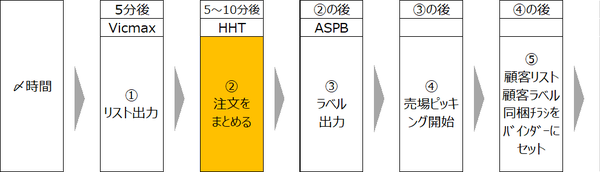 〆時間
5分後
Vicmax
①
リスト出力
5～10分後
HHT
②
注文を
まとめる
②の後
ASPB
③
ラベル
出力
③の後
④
売場ピッキ
ング開始
④の後
⑤
顧客リスト
顧客ラベル
同梱チラシを
バインダーに
セット